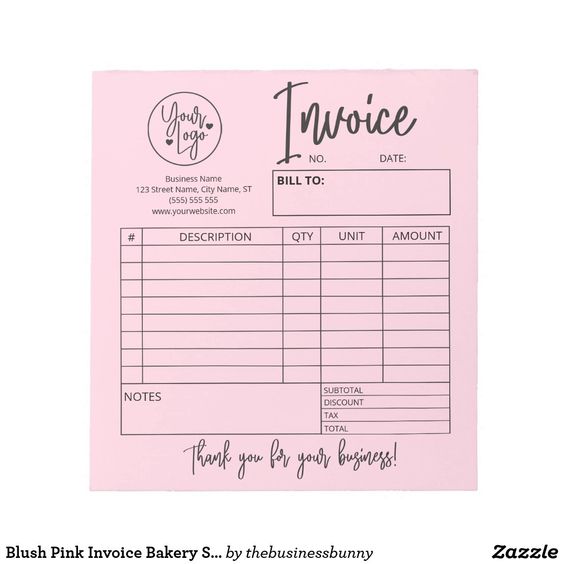 Your
Logo
Invoice
NO. DATE:
Business Name
123 Street Name, City Name, ST
(555) 555 555
www.yourwebsite.com
BILL TO:
# DESCRIPTION QTY UNIT AMOUNT
NOTES
SUBTOTAL
DISCOUNT
TAX
TOTAL
Thank you for your business!
Blush Pink Invoice Bakery S... by thebusinessbunny
Zazzle